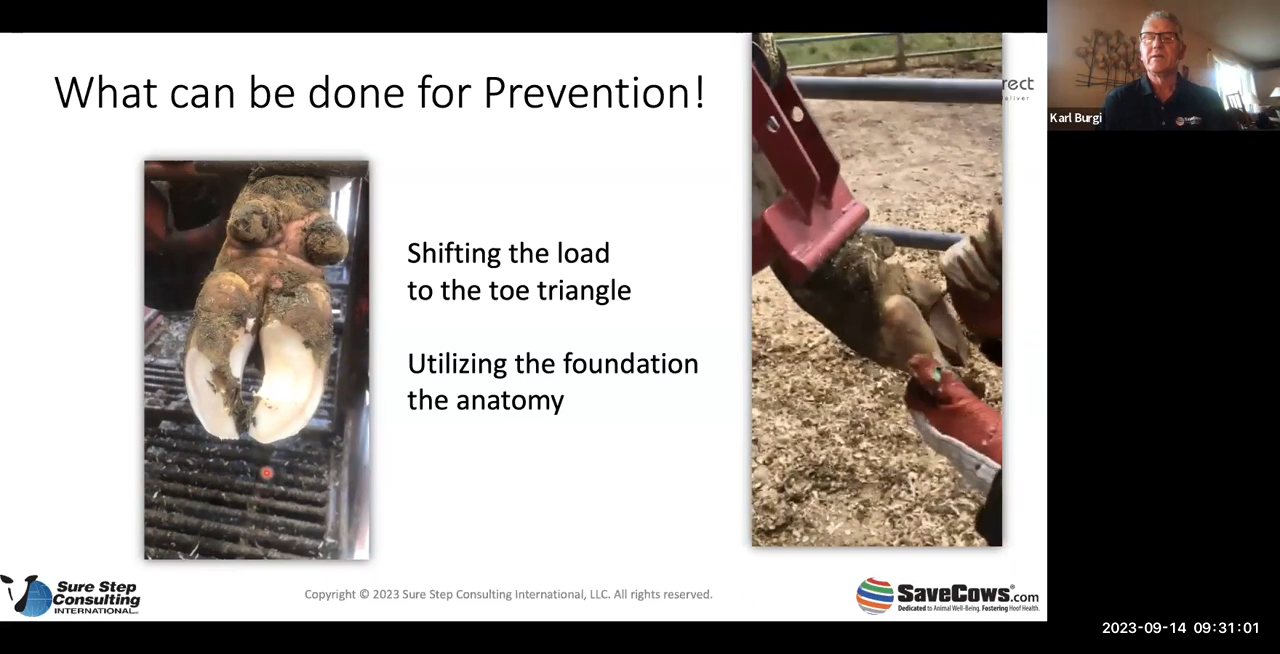 What can be done for Prevention!
rect
eliver
Karl Burgi
Shifting the load
to the toe triangle
Utilizing the foundation
the anatomy
Sure Step
Consulting
INTERNATIONAL
Copyright © 2023 Sure Step Consulting International, LLC. All rights reserved.
SaveCows.com
Dedicated to Animal Well-Being. Fostering Hoof Health.
2023-09-14 09:31:01